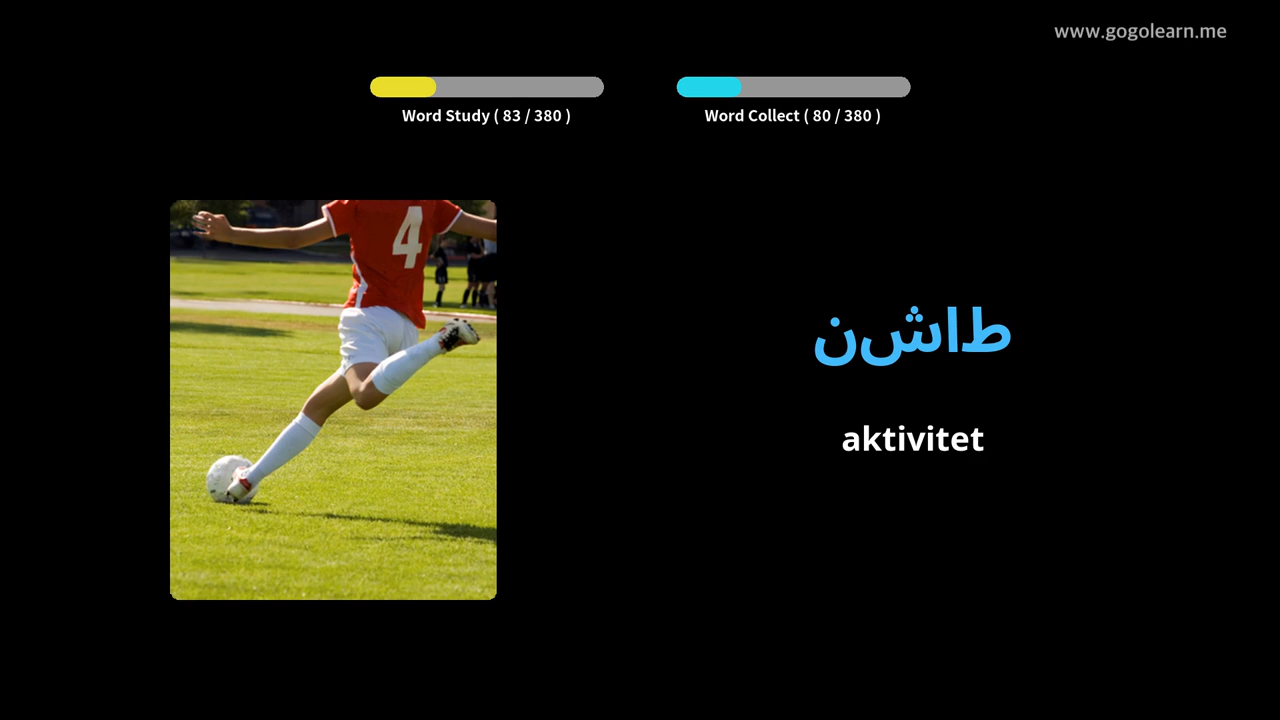 www.gogolearn.me
Word Study ( 83 / 380 )
Word Collect ( 80 / 380 )
4
طاشن
aktivitet